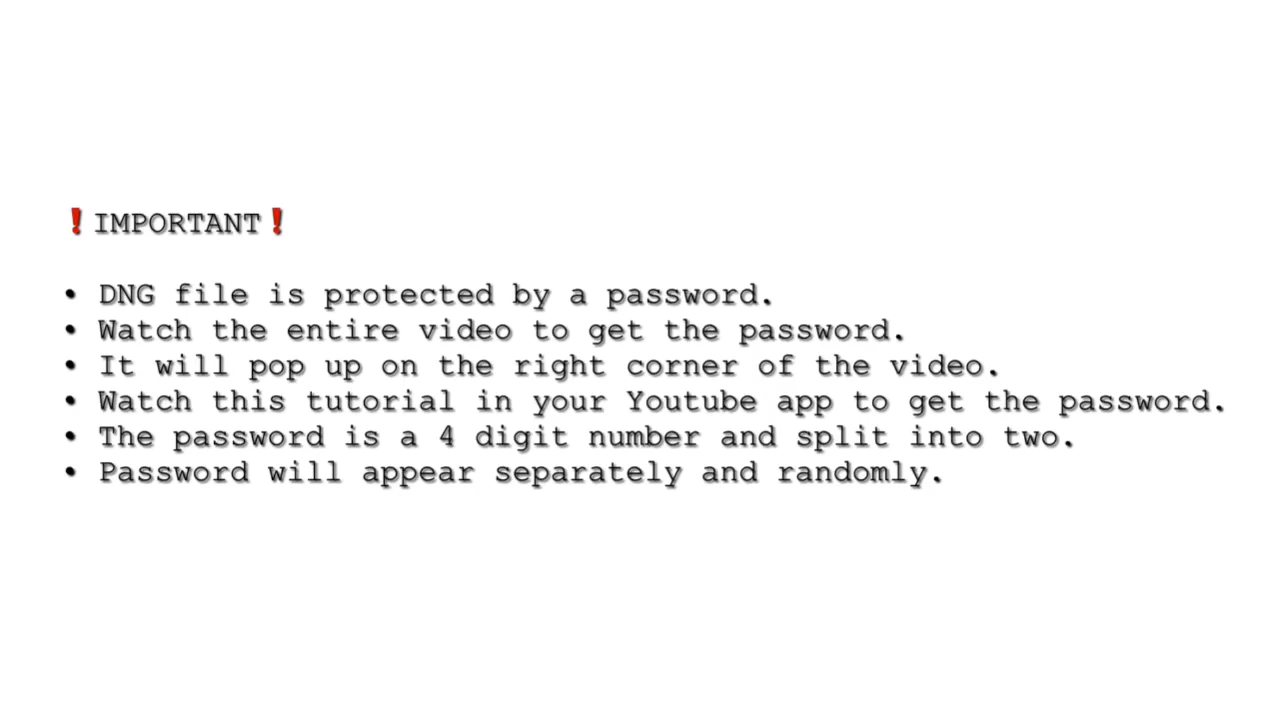 ❗IMPORTANT❗
• DNG file is protected by a password.
• Watch the entire video to get the password.
• It will pop up on the right corner of the video.
• Watch this tutorial in your Youtube app to get the password.
• The password is a 4 digit number and split into two.
• Password will appear separately and randomly.